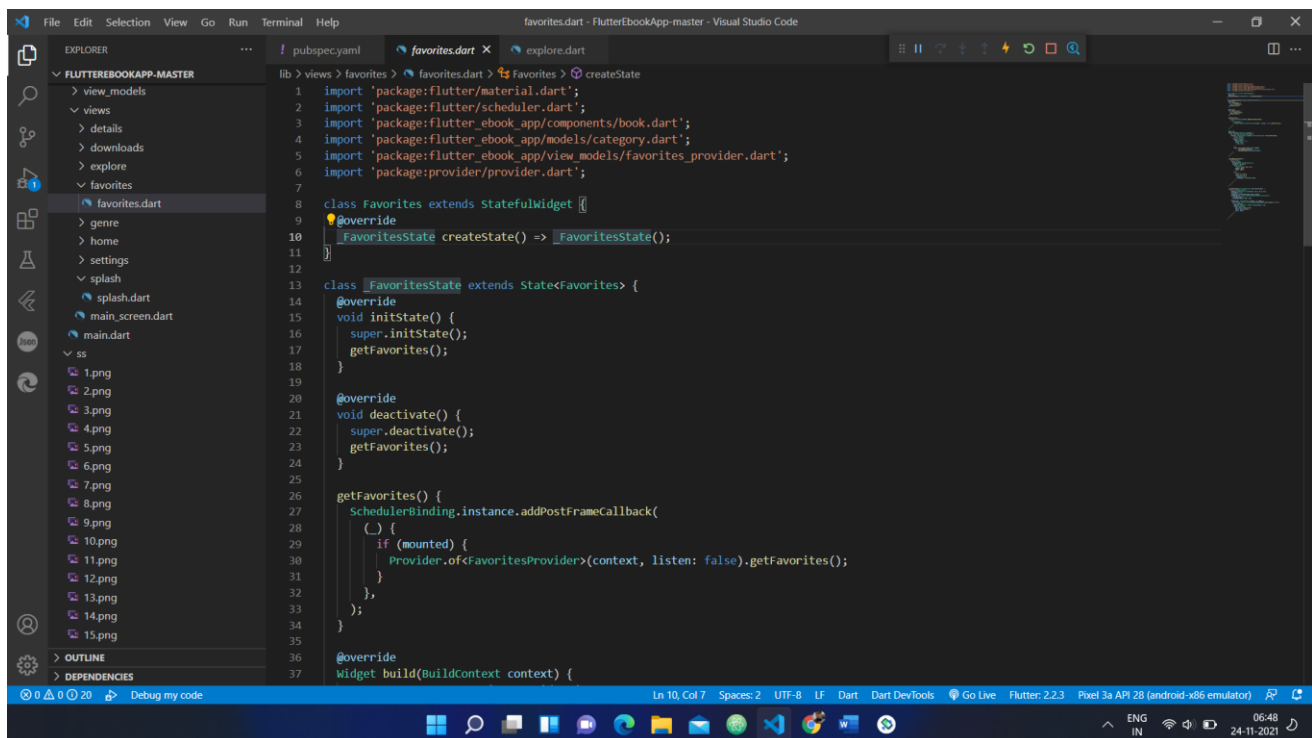 File Edit Selection View Go Run Terminal Help
favorites.dart - FlutterEbookApp-master - Visual Studio Code
EXPLORER
FLUTTEREBOOKAPP-MASTER
view_models
views
details
downloads
explore
favorites
favorites.dart
genre
home
settings
splash
splash.dart
main_screen.dart
main.dart
ss
1.png
2.png
3.png
4.png
5.png
6.png
7.png
8.png
9.png
10.png
11.png
12.png
13.png
14.png
15.png
OUTLINE
DEPENDENCIES
1
Json
! pubspec.yaml favorites.dart explore.dart
lib > views > favorites > favorites.dart > Favorites > createState
1 import 'package:flutter/material.dart';
2 import 'package:flutter/scheduler.dart';
3 import 'package:flutter_ebook_app/components/book.dart';
4 import 'package:flutter_ebook_app/models/category.dart';
5 import 'package:flutter_ebook_app/view_models/favorites_provider.dart';
6 import 'package:provider/provider.dart';
7
8 class Favorites extends StatefulWidget {
9 @override
10 _FavoritesState createState() => _FavoritesState();
11 }
12
13 class _FavoritesState extends State<Favorites> {
14 @override
15 void initState() {
16 super.initState();
17 getFavorites();
18 }
19
20 @override
21 void deactivate() {
22 super.deactivate();
23 getFavorites();
24 }
25
26 getFavorites() {
27 SchedulerBinding.instance.addPostFrameCallback(
28 (_) {
29 if (mounted) {
30 Provider.of<FavoritesProvider>(context, listen: false).getFavorites();
31 }
32 },
33 );
34 }
35
36 @override
37 Widget build(BuildContext context) {
0 0 20 Debug my code
Ln 10, Col 7 Spaces: 2 UTF-8 LF Dart Dart DevTools Go Live Flutter: 2.2.3 Pixel 3a API 28 (android-x86 emulator)
ENG
IN
06:48
24-11-2021